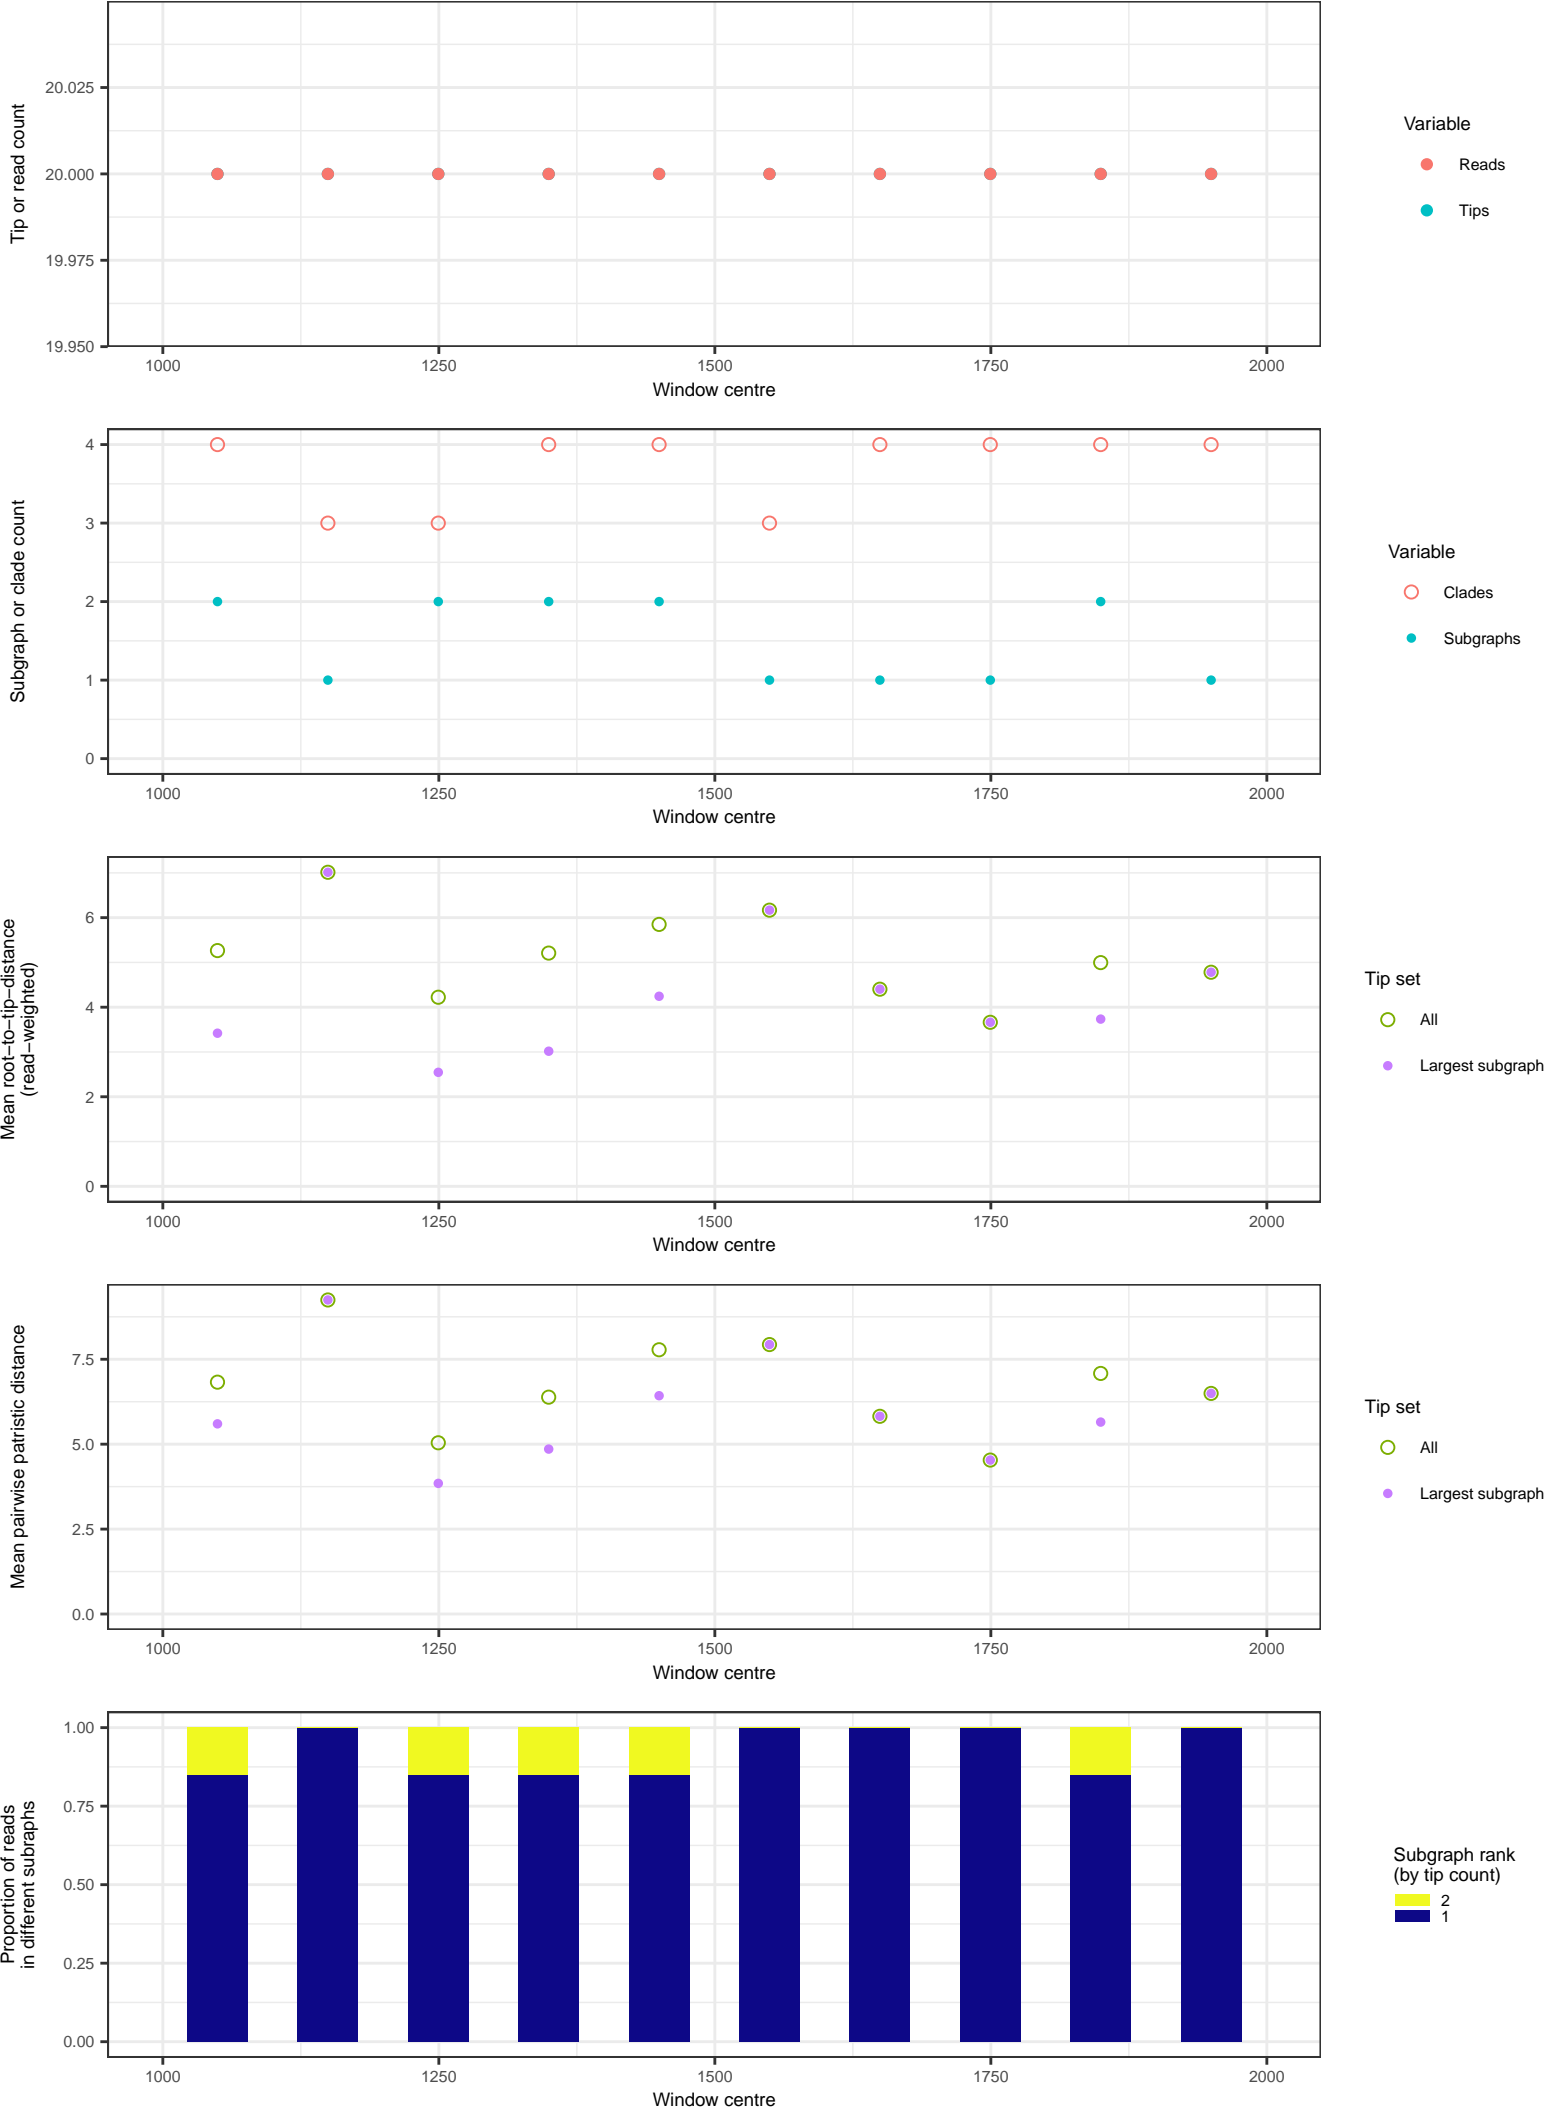 Tip or read count
20.025
20.000
19.975
19.950
1000 1250 1500 1750 2000
Window centre
Variable
Reads
Tips
Subgraph or clade count
4
3
2
1
0
1000 1250 1500 1750 2000
Window centre
Variable
Clades
Subgraphs
Mean root−to−tip−distance
(read−weighted)
6
4
2
0
1000 1250 1500 1750 2000
Window centre
Tip set
All
Largest subgraph
Mean pairwise patristic distance
7.5
5.0
2.5
0.0
1000 1250 1500 1750 2000
Window centre
Tip set
All
Largest subgraph
Proportion of reads
in different subraphs
1.00
0.75
0.50
0.25
0.00
1000 1250 1500 1750 2000
Window centre
Subgraph rank
(by tip count)
2
1